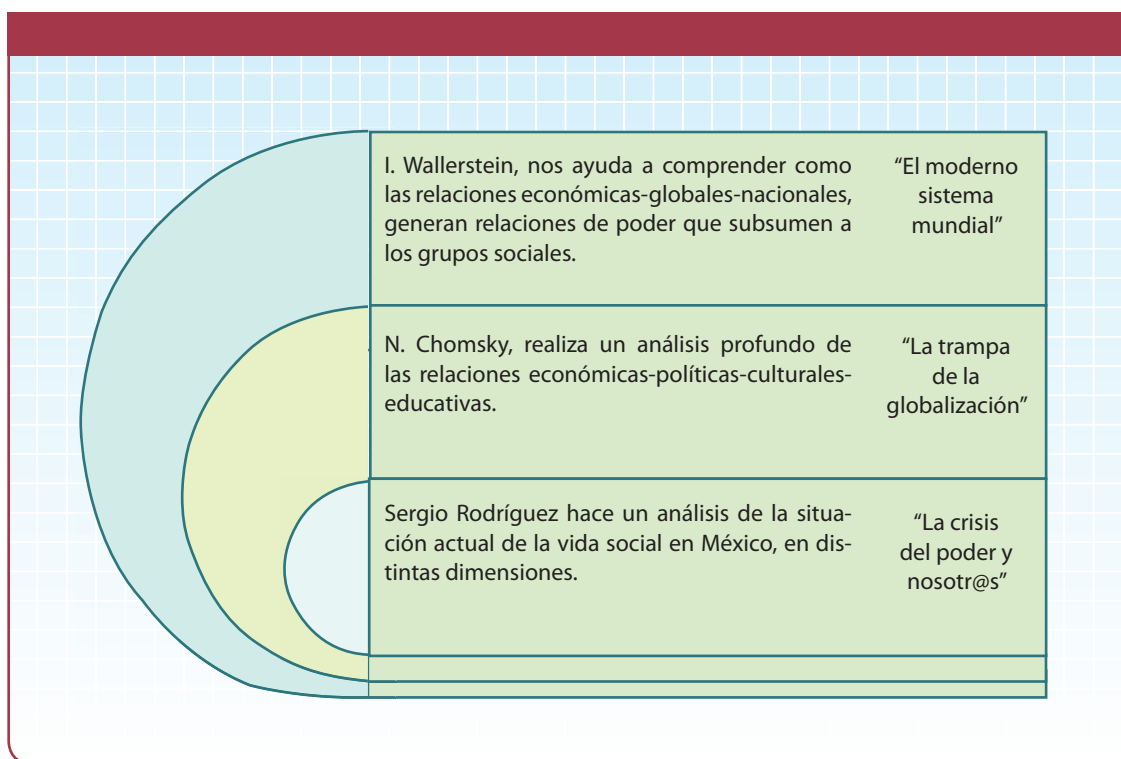 I. Wallerstein, nos ayuda a comprender como
las relaciones económicas-globales-nacionales,
generan relaciones de poder que subsumen a
los grupos sociales.
“El moderno
sistema
mundial”
N. Chomsky, realiza un análisis profundo de
las relaciones económicas-políticas-culturales-
educativas.
“La trampa
de la
globalización”
Sergio Rodríguez hace un análisis de la situa-
ción actual de la vida social en México, en dis-
tintas dimensiones.
“La crisis
del poder y
nosotr@s”